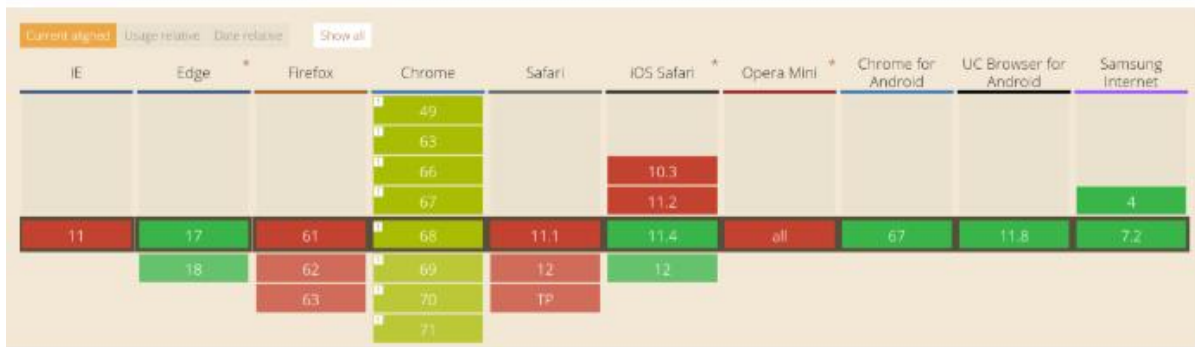 Current aligned Usage relative Date relative Show all
IE Edge * Firefox Chrome Safari iOS Safari * Opera Mini * Chrome for Android UC Browser for Android Samsung Internet
49
63
66 10.3
67 11.2 4
11 17 61 68 11.1 11.4 all 67 11.8 7.2
18 62 69 12 12
63 70 TP
71